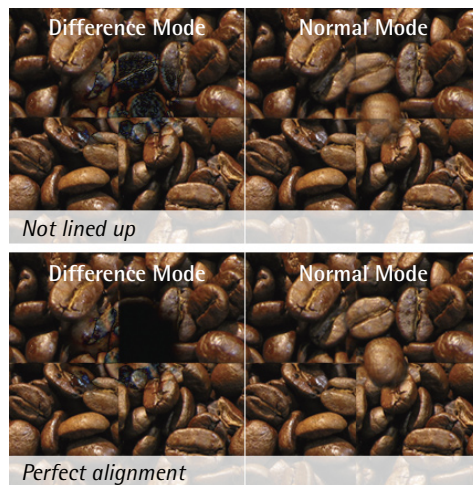 Difference Mode
Normal Mode
Not lined up
Difference Mode
Normal Mode
Perfect alignment